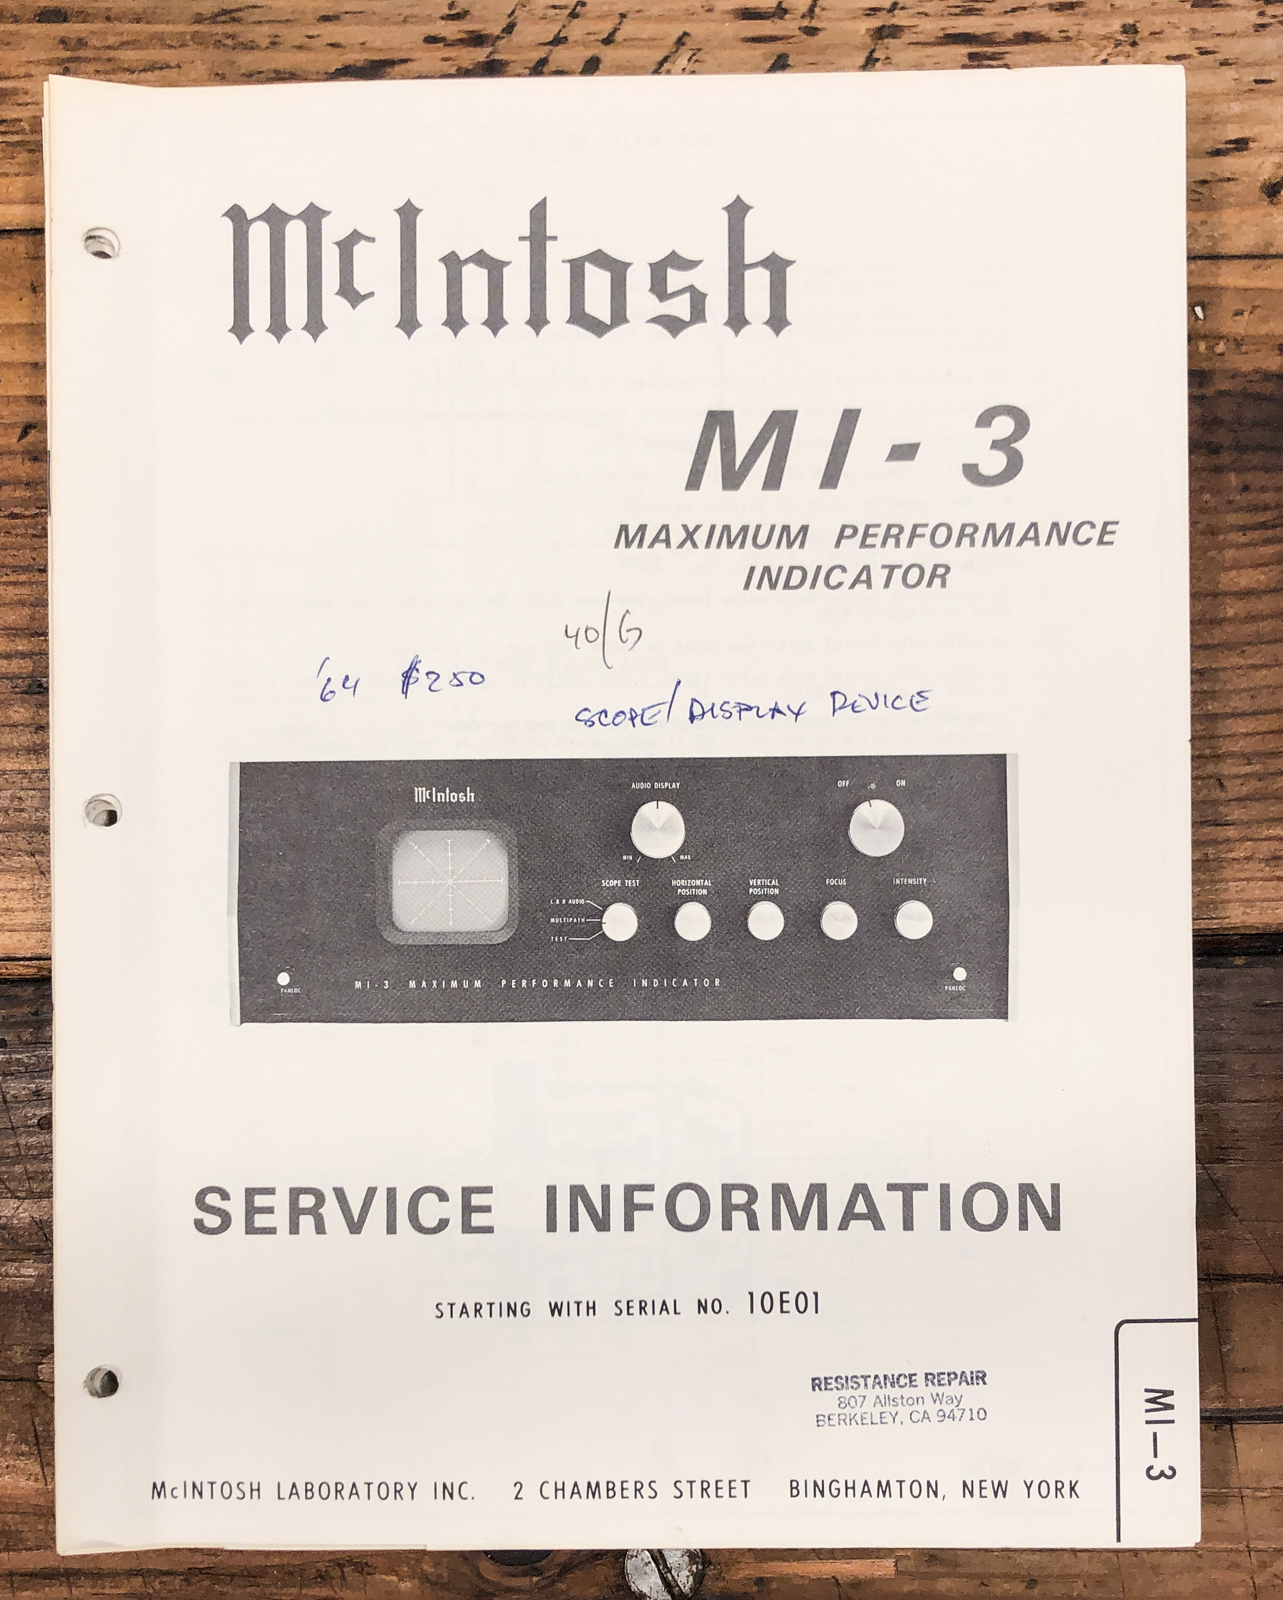 McIntosh
MI-3
MAXIMUM PERFORMANCE
INDICATOR
40/G
'64 $250
SCOPE/DISPLAY DEVICE
McIntosh
AUDIO DISPLAY
MIN MAX
OFF ON
SCOPE TEST
L & R AUDIO
MULTIPATH
TEST
HORIZONTAL
POSITION
VERTICAL
POSITION
FOCUS
INTENSITY
PANLOC
MI-3 MAXIMUM PERFORMANCE INDICATOR
PANLOC
SERVICE INFORMATION
STARTING WITH SERIAL NO. 10E01
RESISTANCE REPAIR
807 Allston Way
BERKELEY, CA 94710
MI-3
McINTOSH LABORATORY INC. 2 CHAMBERS STREET BINGHAMTON, NEW YORK